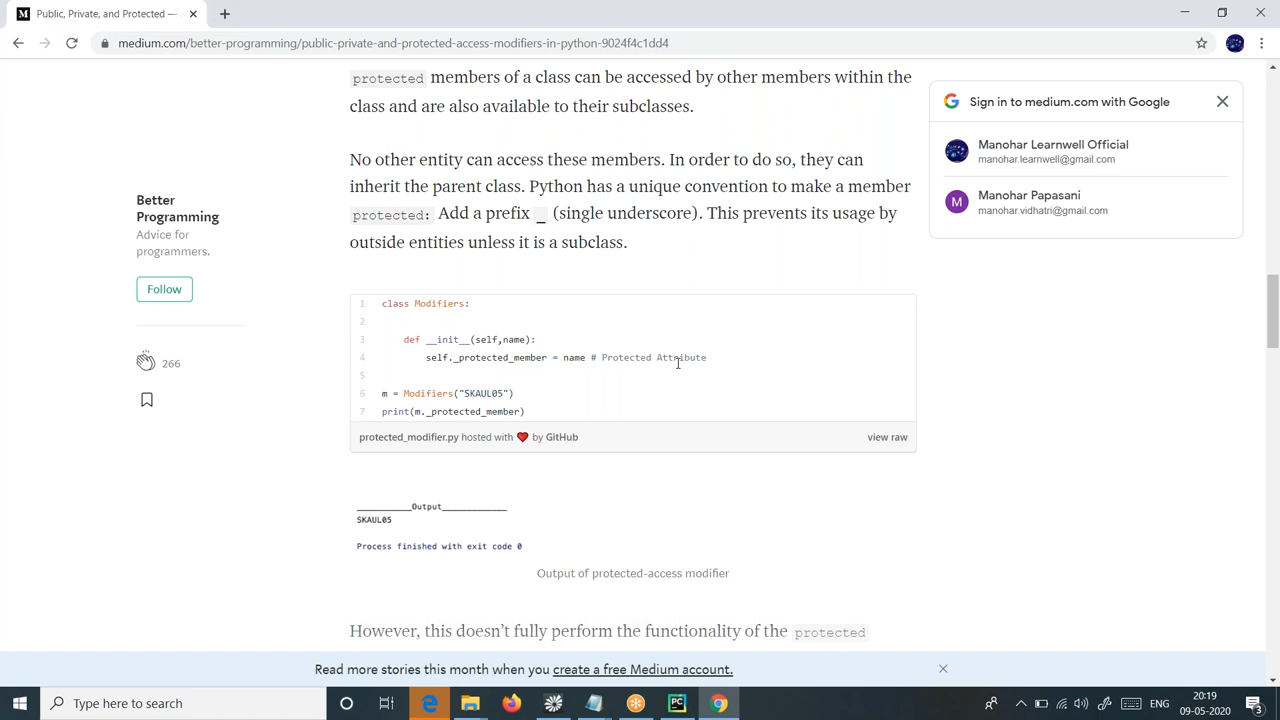 Public, Private, and Protected —
medium.com/better-programming/public-private-and-protected-access-modifiers-in-python-9024f4c1dd4
protected members of a class can be accessed by other members within the
class and are also available to their subclasses.
No other entity can access these members. In order to do so, they can
inherit the parent class. Python has a unique convention to make a member
protected: Add a prefix _ (single underscore). This prevents its usage by
outside entities unless it is a subclass.
Sign in to medium.com with Google
Manohar Learnwell Official
manohar.learnwell@gmail.com
M
Manohar Papasani
manohar.vidhatri@gmail.com
Better
Programming
Advice for
programmers.
Follow
266
1 class Modifiers:
2
3 def __init__(self,name):
4 self._protected_member = name # Protected Attribute
5
6 m = Modifiers("SKAUL05")
7 print(m._protected_member)
protected_modifier.py hosted with ❤ by GitHub
view raw
___________Output_____________
SKAUL05
Process finished with exit code 0
Output of protected-access modifier
However, this doesn’t fully perform the functionality of the protected
Read more stories this month when you create a free Medium account.
Type here to search
PC
ENG
20:19
09-05-2020
3